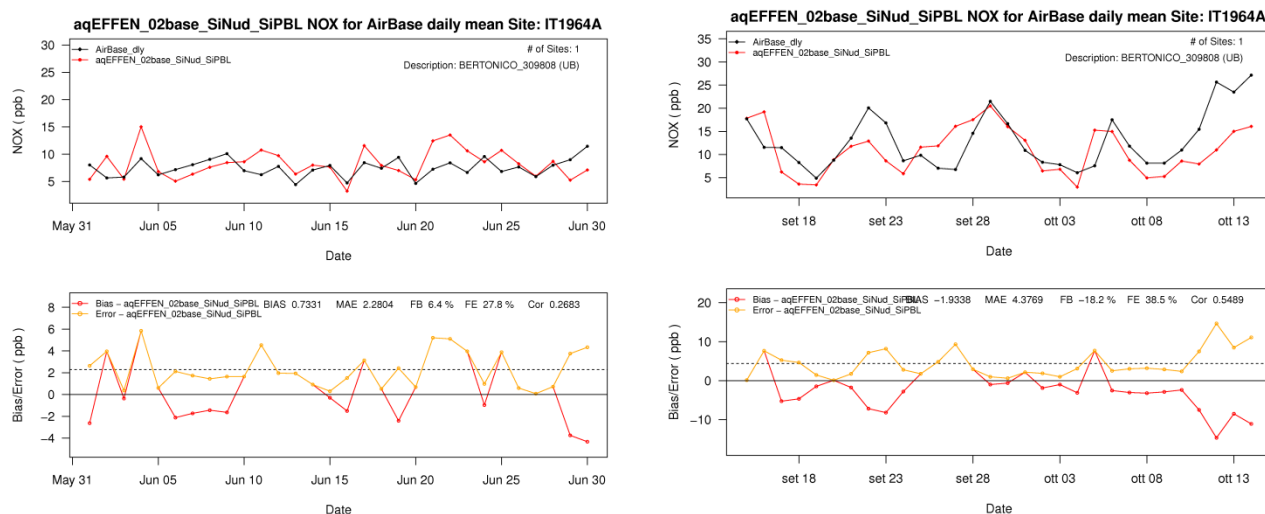 aqEFFEN_02base_SiNud_SiPBL NOX for AirBase daily mean Site: IT1964A
AirBase_dly
aqEFFEN_02base_SiNud_SiPBL
# of Sites: 1
Description: BERTONICO_309808 (UB)
NOX ( ppb )
30
25
20
15
10
5
May 31
Jun 05
Jun 10
Jun 15
Jun 20
Jun 25
Jun 30
Date
Bias − aqEFFEN_02base_SiNud_SiPBL
Error − aqEFFEN_02base_SiNud_SiPBL
BIAS 0.7331 MAE 2.2804 FB 6.4 % FE 27.8 % Cor 0.2683
Bias/Error ( ppb )
8
6
4
2
0
−2
−4
May 31
Jun 05
Jun 10
Jun 15
Jun 20
Jun 25
Jun 30
Date
aqEFFEN_02base_SiNud_SiPBL NOX for AirBase daily mean Site: IT1964A
AirBase_dly
aqEFFEN_02base_SiNud_SiPBL
# of Sites: 1
Description: BERTONICO_309808 (UB)
NOX ( ppb )
35
30
25
20
15
10
5
set 18
set 23
set 28
ott 03
ott 08
ott 13
Date
Bias − aqEFFEN_02base_SiNud_SiPBL
Error − aqEFFEN_02base_SiNud_SiPBL
BIAS −1.9338 MAE 4.3769 FB −18.2 % FE 38.5 % Cor 0.5489
Bias/Error ( ppb )
20
10
0
−10
set 18
set 23
set 28
ott 03
ott 08
ott 13
Date